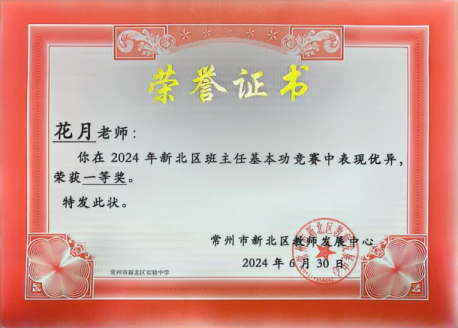 荣誉证书
花月老师：
你在 2024 年新北区班主任基本功竞赛中表现优异，
荣获一等奖。
特发此状。
常州市新北区教师发展中心
2024 年 6 月 30 日
常州市新北区实验中学